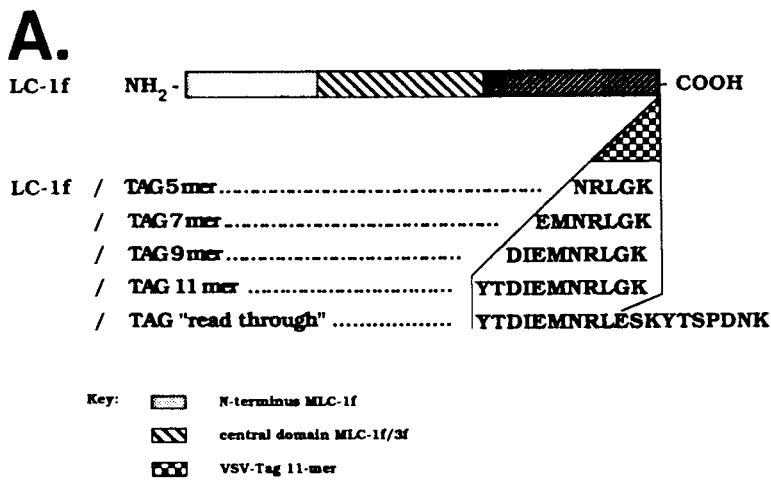 A.
LC-1f NH2 - - COOH
LC-1f / TAG 5 mer NRLGK
/ TAG 7 mer EMNRLGK
/ TAG 9 mer DIEMNRLGK
/ TAG 11 mer YTDIEMNRLGK
/ TAG "read through" YTDIEMNRLESKYTSPDNK
Key: N-terminus MLC-1f
central domain MLC-1f/3f
VSV-Tag 11-mer